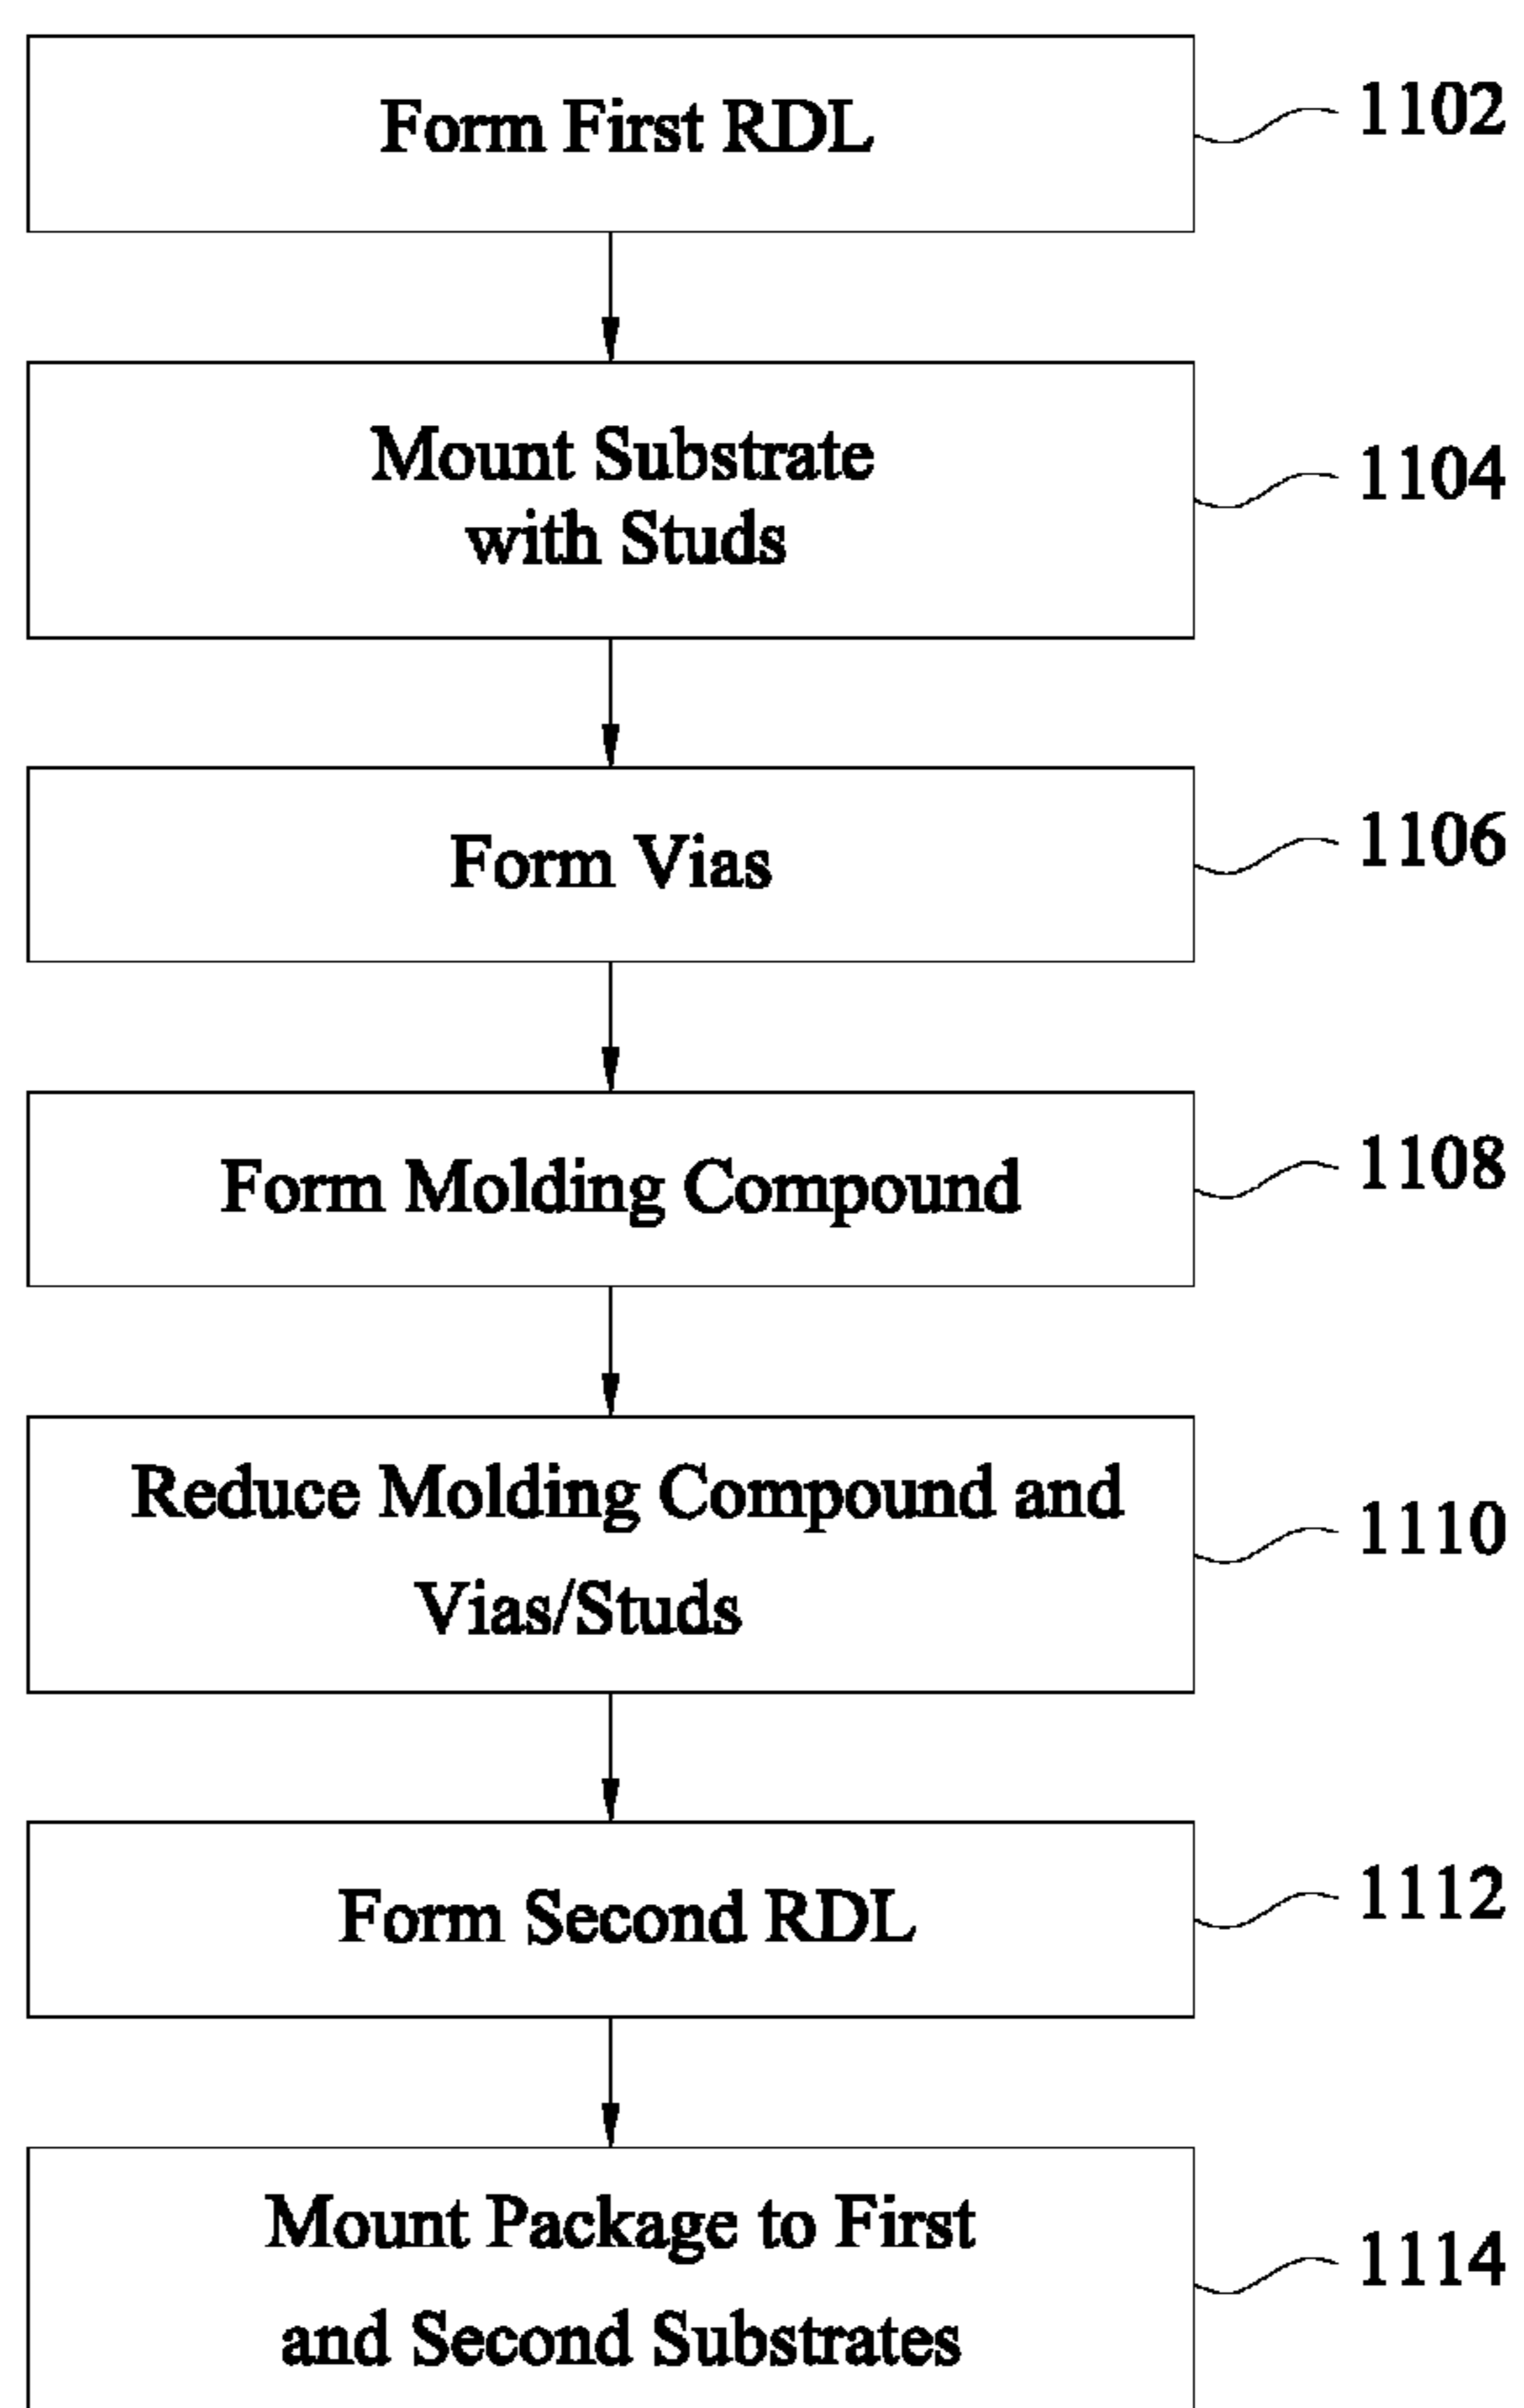 Form First RDL
1102
Mount Substrate
with Studs
1104
Form Vias
1106
Form Molding Compound
1108
Reduce Molding Compound and
Vias/Studs
1110
Form Second RDL
1112
Mount Package to First
and Second Substrates
1114